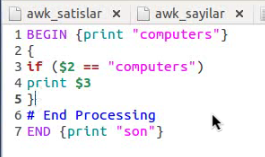 awk_satislar × awk_sayilar ×
1 BEGIN {print "computers"}
2 {
3 if ($2 == "computers")
4 print $3
5 }
6 # End Processing
7 END {print "son"}